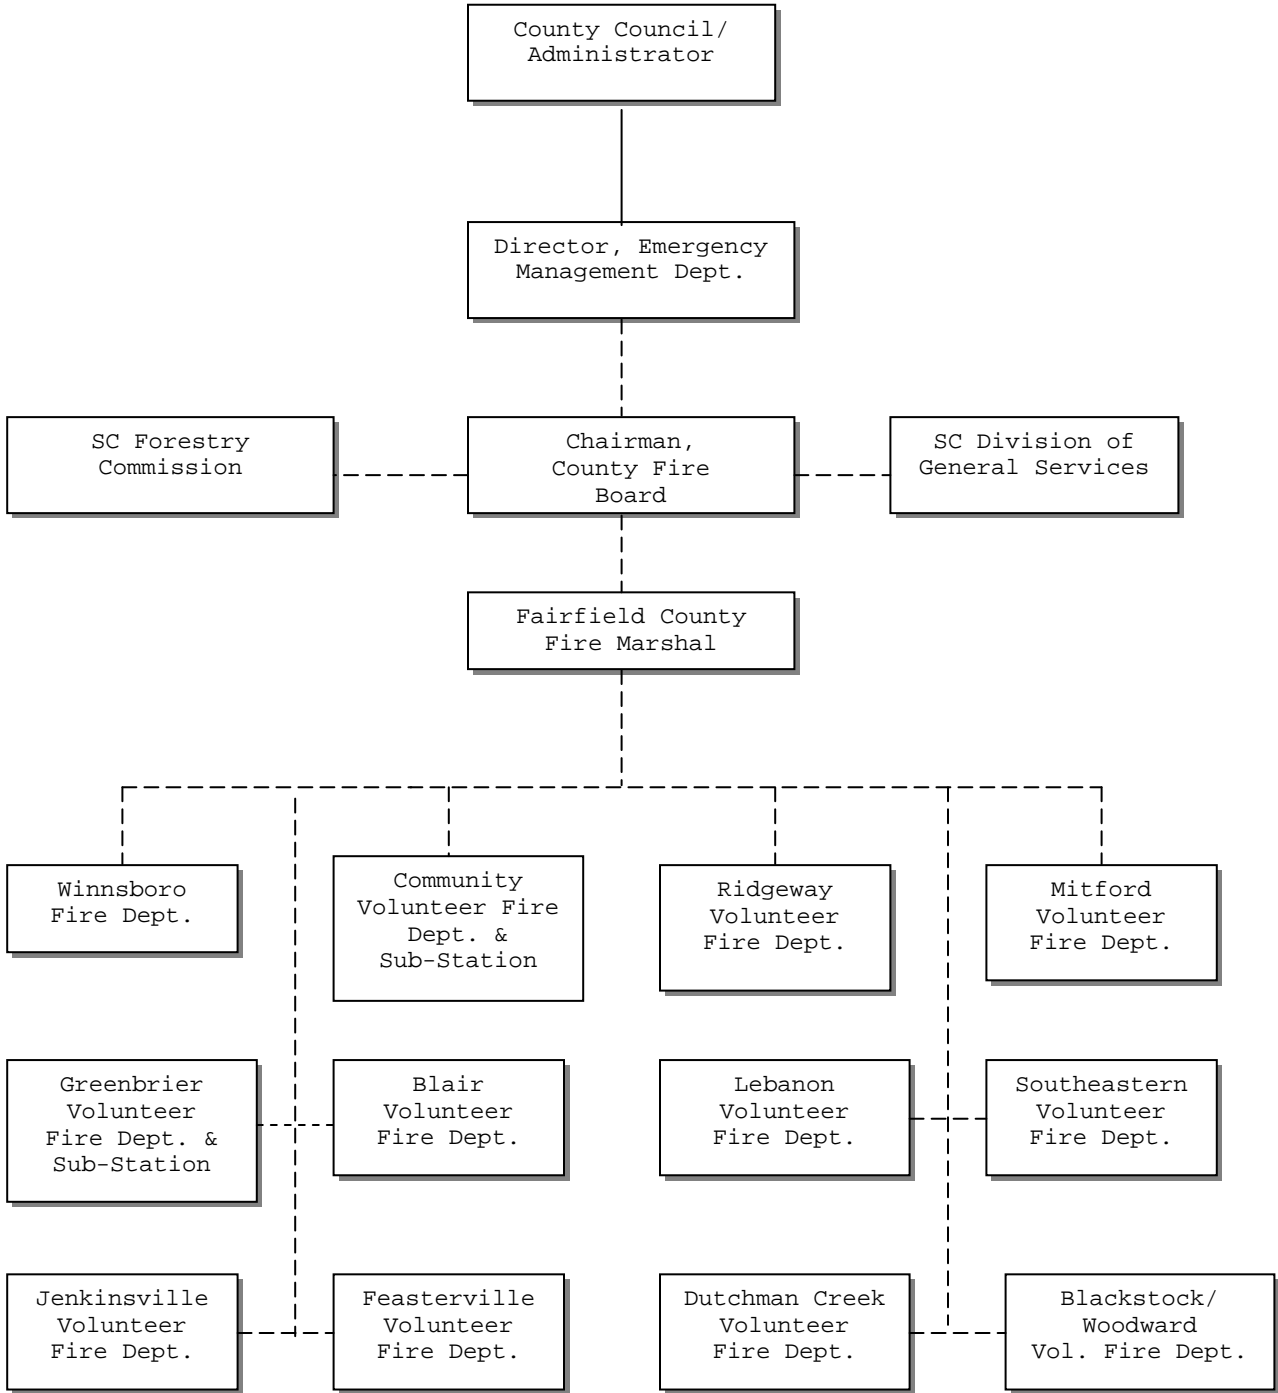 County Council/
Administrator
Director, Emergency
Management Dept.
SC Forestry
Commission
Chairman,
County Fire
Board
SC Division of
General Services
Fairfield County
Fire Marshal
Winnsboro
Fire Dept.
Community
Volunteer Fire
Dept. &
Sub-Station
Ridgeway
Volunteer
Fire Dept.
Mitford
Volunteer
Fire Dept.
Greenbrier
Volunteer
Fire Dept. &
Sub-Station
Blair
Volunteer
Fire Dept.
Lebanon
Volunteer
Fire Dept.
Southeastern
Volunteer
Fire Dept.
Jenkinsville
Volunteer
Fire Dept.
Feasterville
Volunteer
Fire Dept.
Dutchman Creek
Volunteer
Fire Dept.
Blackstock/
Woodward
Vol. Fire Dept.